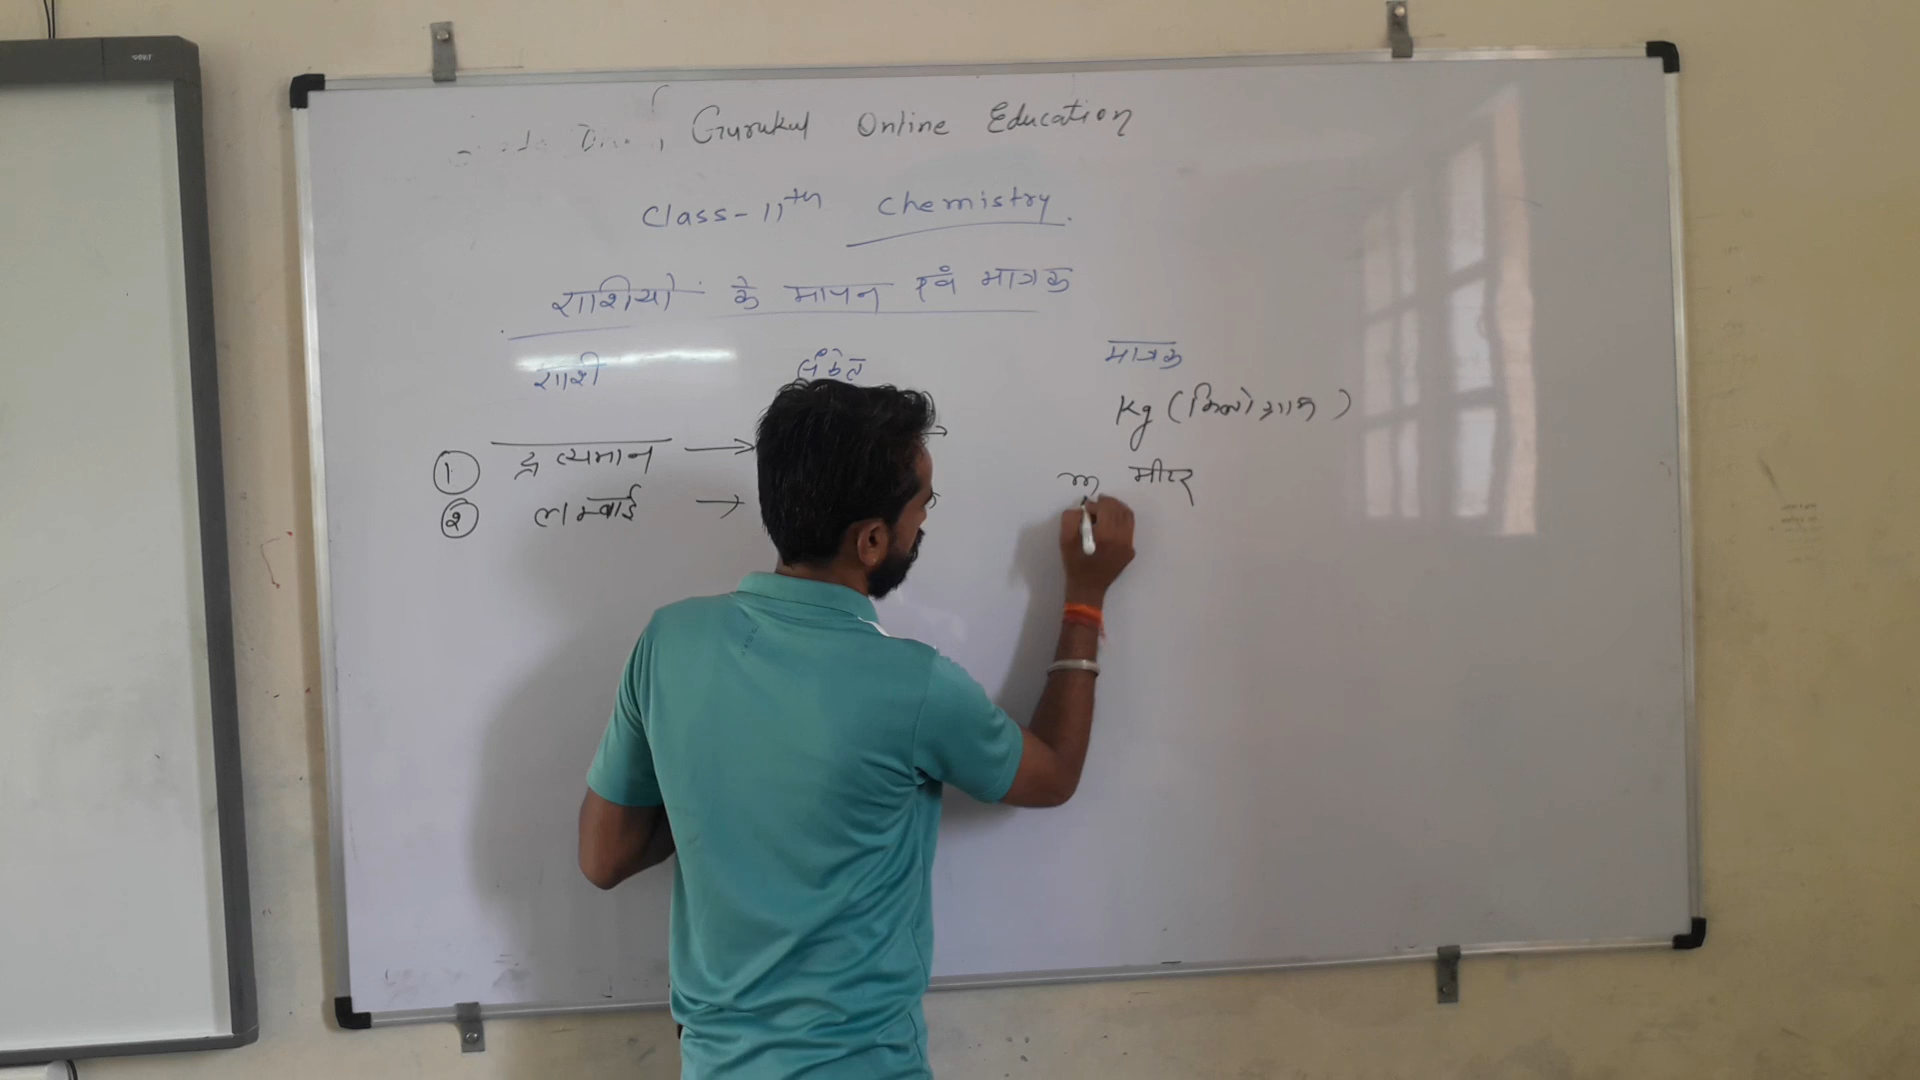 Gurukul Online Education
Class-11th Chemistry
राशियों के मापन एवं मात्रक
राशी संकेत मात्रक
Kg (किलोग्राम)
① द्रव्यमान →
m मीटर
② लम्बाई →